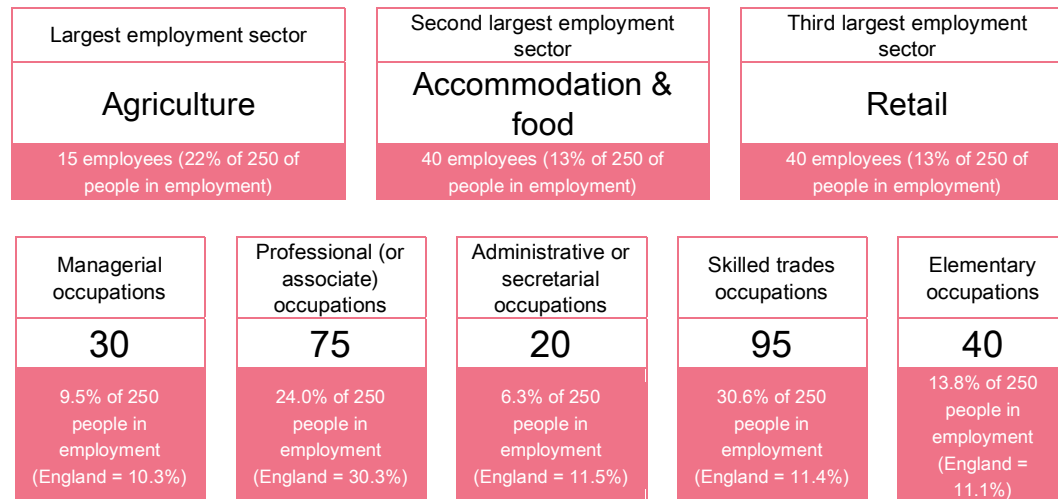 Largest employment sector
Agriculture
15 employees (22% of 250 of
people in employment)
Second largest employment
sector
Accommodation &
food
40 employees (13% of 250 of
people in employment)
Third largest employment
sector
Retail
40 employees (13% of 250 of
people in employment)
Managerial
occupations
30
9.5% of 250
people in
employment
(England = 10.3%)
Professional (or
associate)
occupations
75
24.0% of 250
people in
employment
(England = 30.3%)
Administrative or
secretarial
occupations
20
6.3% of 250
people in
employment
(England = 11.5%)
Skilled trades
occupations
95
30.6% of 250
people in
employment
(England = 11.4%)
Elementary
occupations
40
13.8% of 250
people in
employment
(England =
11.1%)